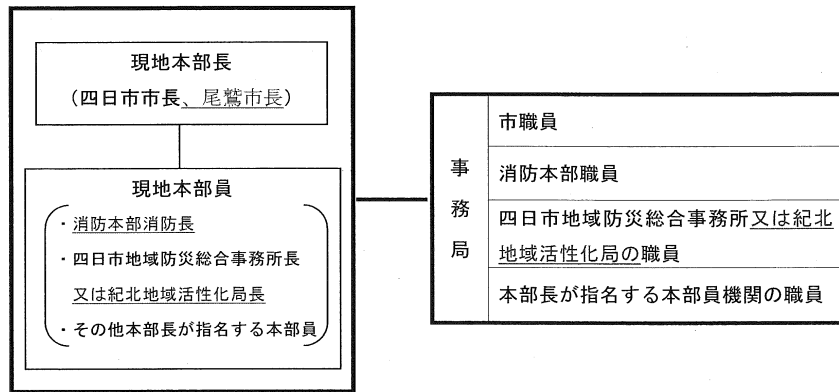 現地本部長
(四日市市長、尾鷲市長)
現地本部員
・消防本部消防長
・四日市地域防災総合事務所長
又は紀北地域活性化局長
・その他本部長が指名する本部員
事務局
市職員
消防本部職員
四日市地域防災総合事務所又は紀北
地域活性化局の職員
本部長が指名する本部員機関の職員